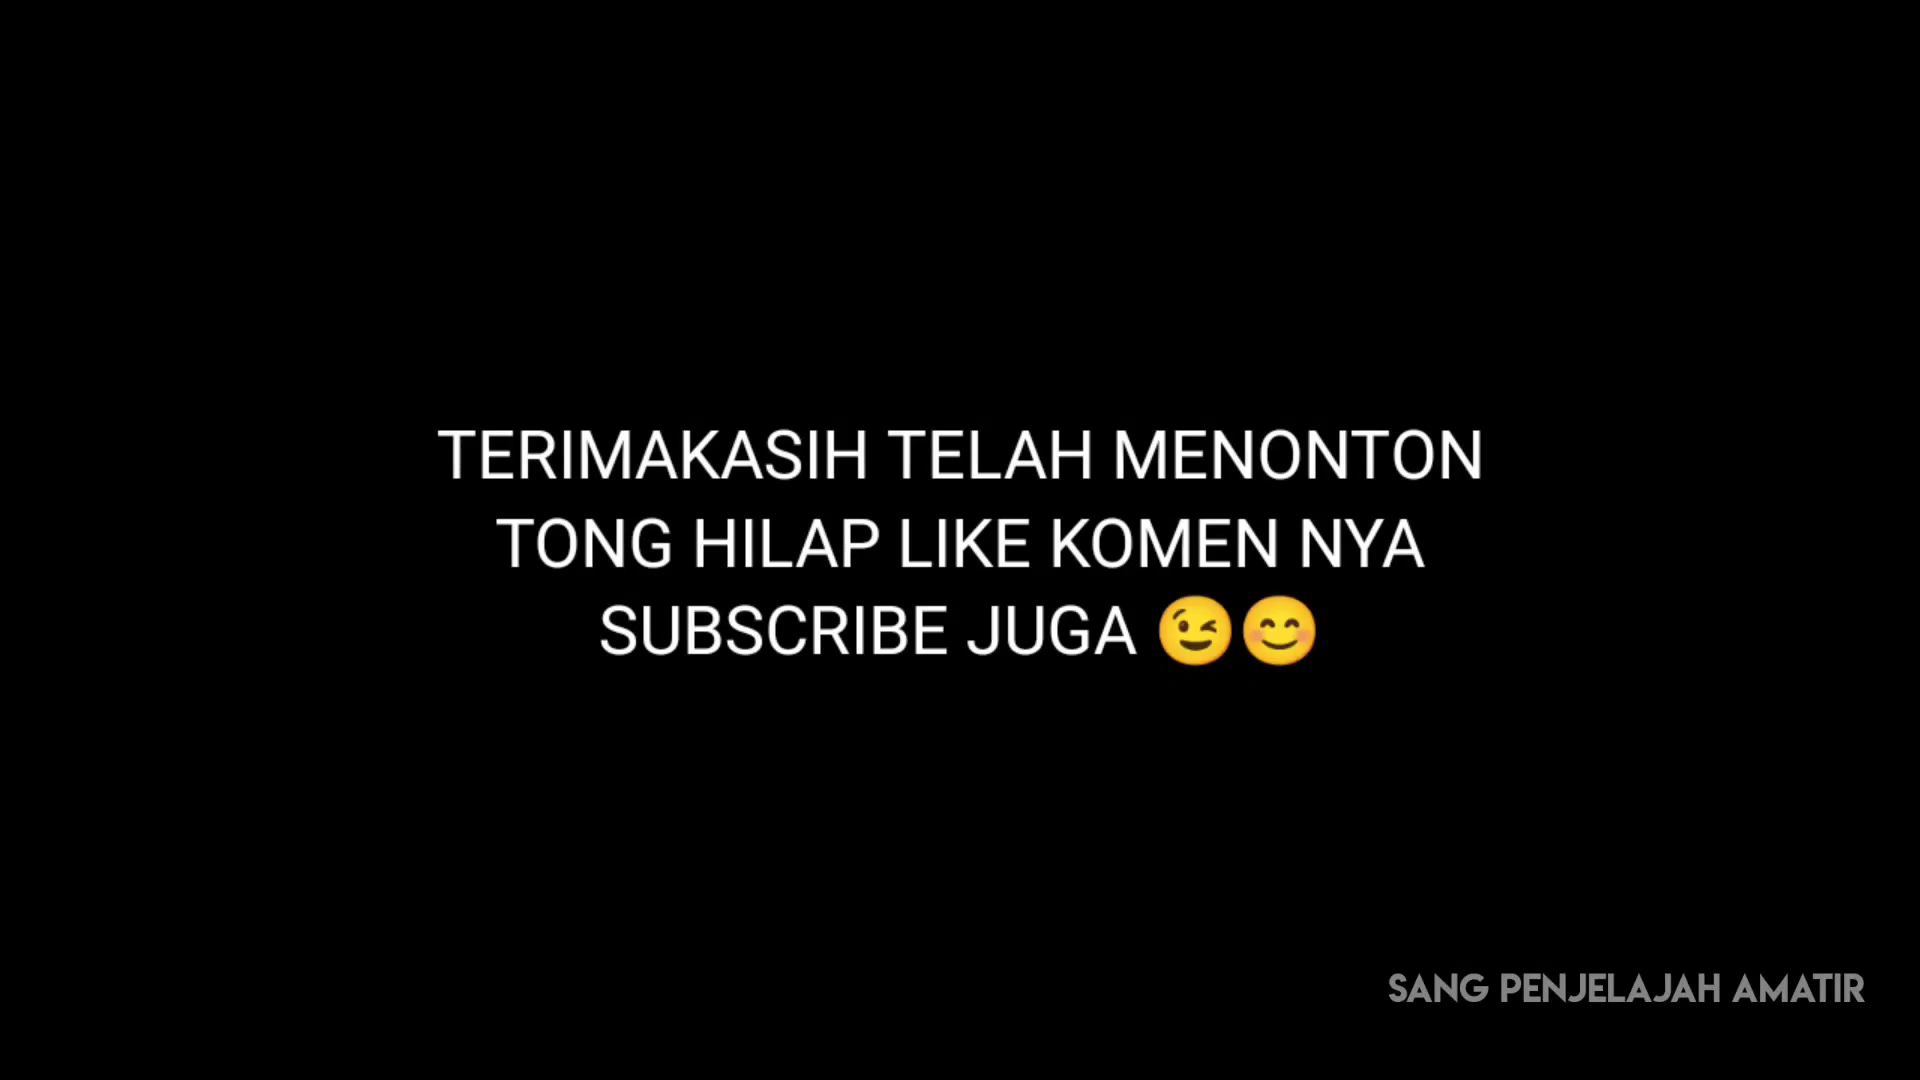 TERIMAKASIH TELAH MENONTON
TONG HILAP LIKE KOMEN NYA
SUBSCRIBE JUGA 😉😊
SANG PENJELAJAH AMATIR